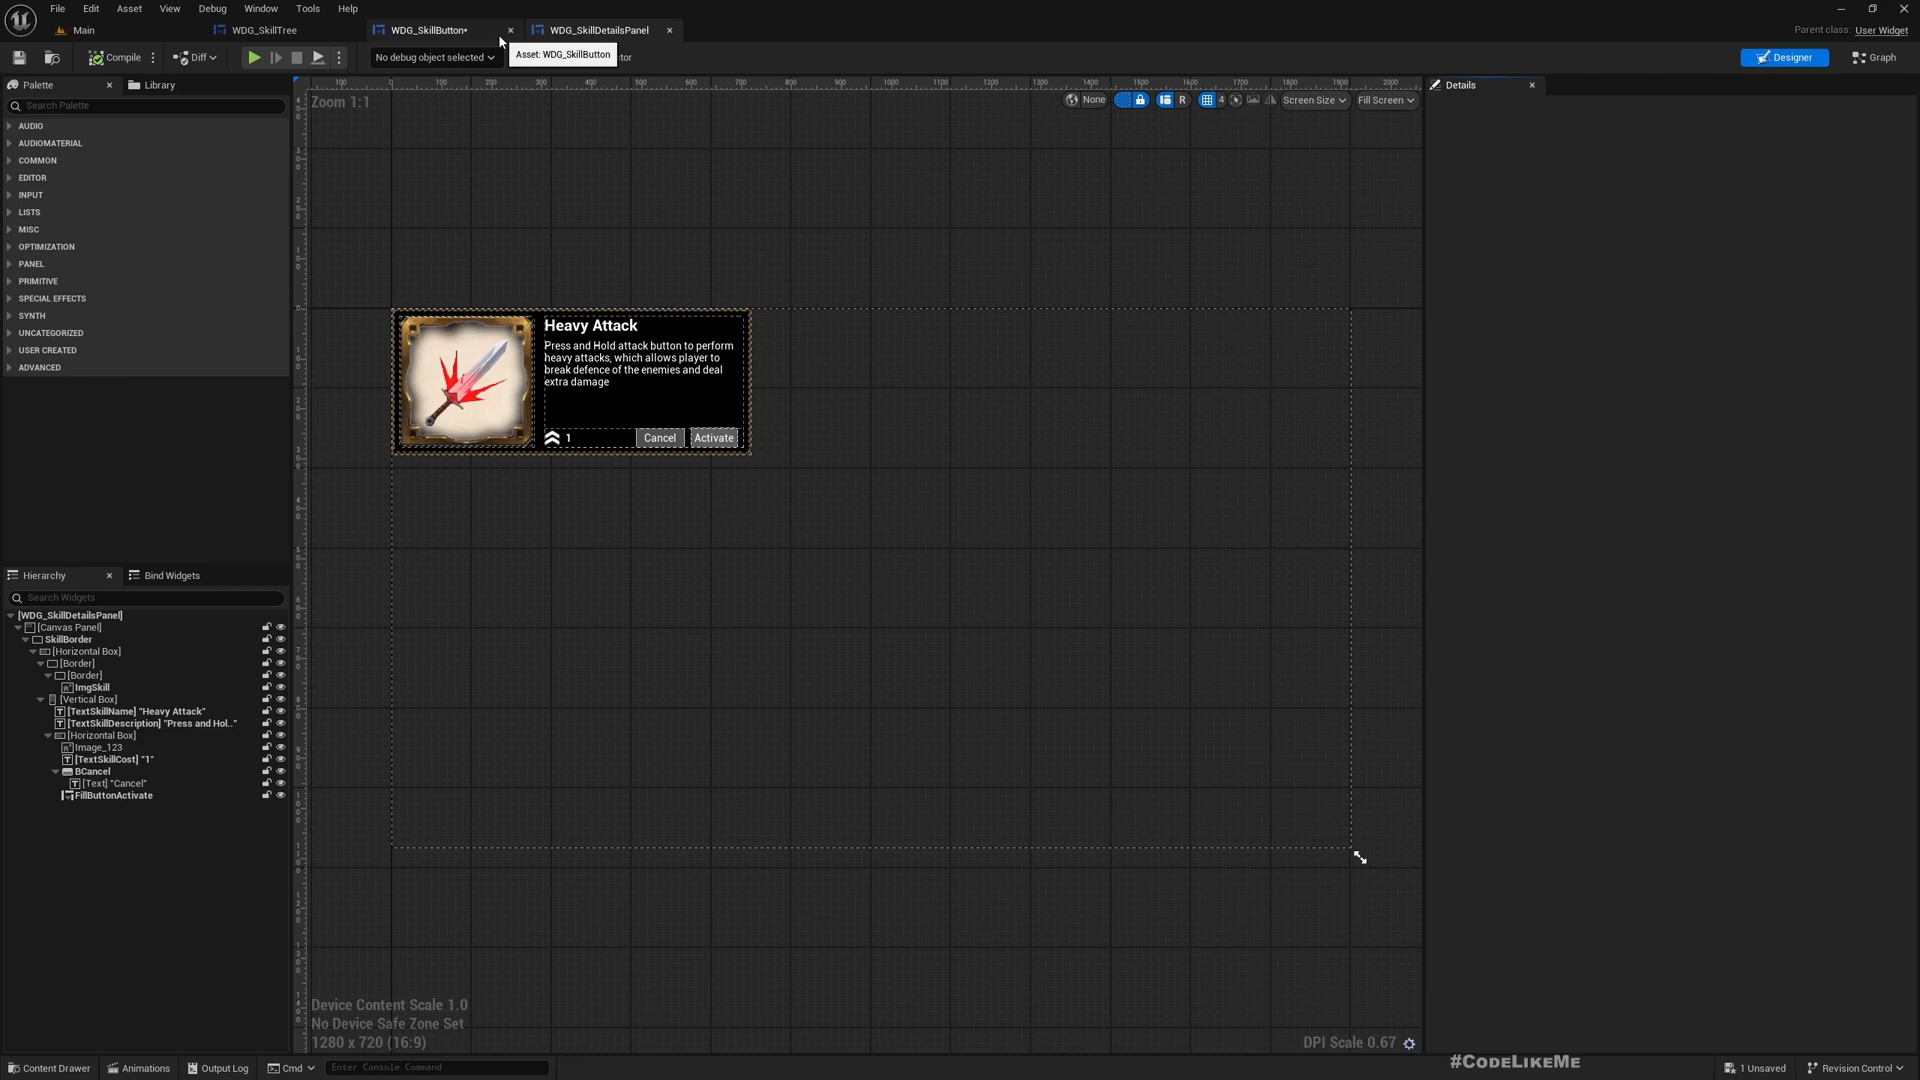 File Edit Asset View Debug Window Tools Help
Main WDG_SkillTree WDG_SkillButton* WDG_SkillDetailsPanel Parent class: User Widget
Compile Diff No debug object selected Asset: WDG_SkillButton Designer Graph
Palette Library
Search Palette
AUDIO
AUDIOMATERIAL
COMMON
EDITOR
INPUT
LISTS
MISC
OPTIMIZATION
PANEL
PRIMITIVE
SPECIAL EFFECTS
SYNTH
UNCATEGORIZED
USER CREATED
ADVANCED
Hierarchy Bind Widgets
Search Widgets
[WDG_SkillDetailsPanel]
[Canvas Panel]
SkillBorder
[Horizontal Box]
[Border]
[Border]
ImgSkill
[Vertical Box]
[TextSkillName] "Heavy Attack"
[TextSkillDescription] "Press and Hol.."
[Horizontal Box]
Image_123
[TextSkillCost] "1"
BCancel
[Text] "Cancel"
FillButtonActivate
Zoom 1:1
None R 4 Screen Size Fill Screen
Heavy Attack
Press and Hold attack button to perform
heavy attacks, which allows player to
break defence of the enemies and deal
extra damage
1 Cancel Activate
Device Content Scale 1.0
No Device Safe Zone Set
1280 x 720 (16:9)
DPI Scale 0.67
Details
#CodeLikeMe
Content Drawer Animations Output Log Cmd Enter Console Command 1 Unsaved Revision Control